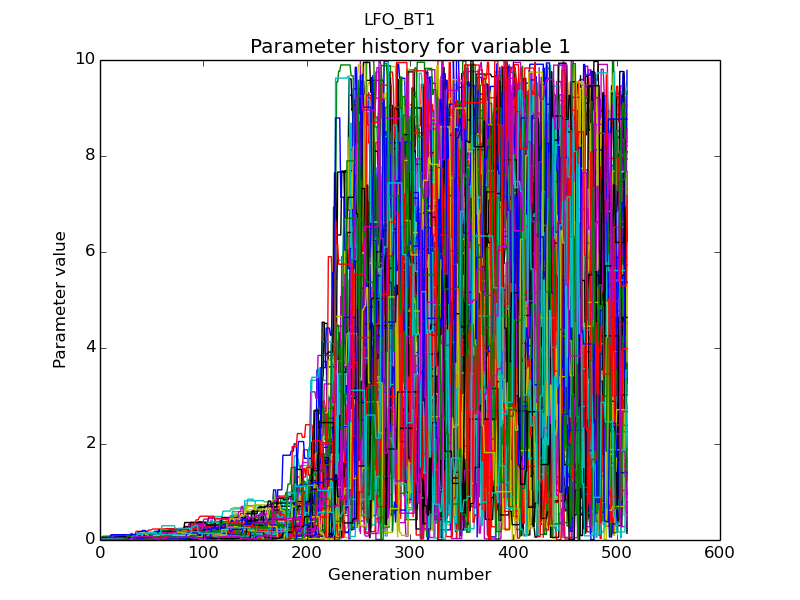 LFO_BT1
Parameter history for variable 1
10
8
6
4
2
0
Parameter value
0 100 200 300 400 500 600
Generation number